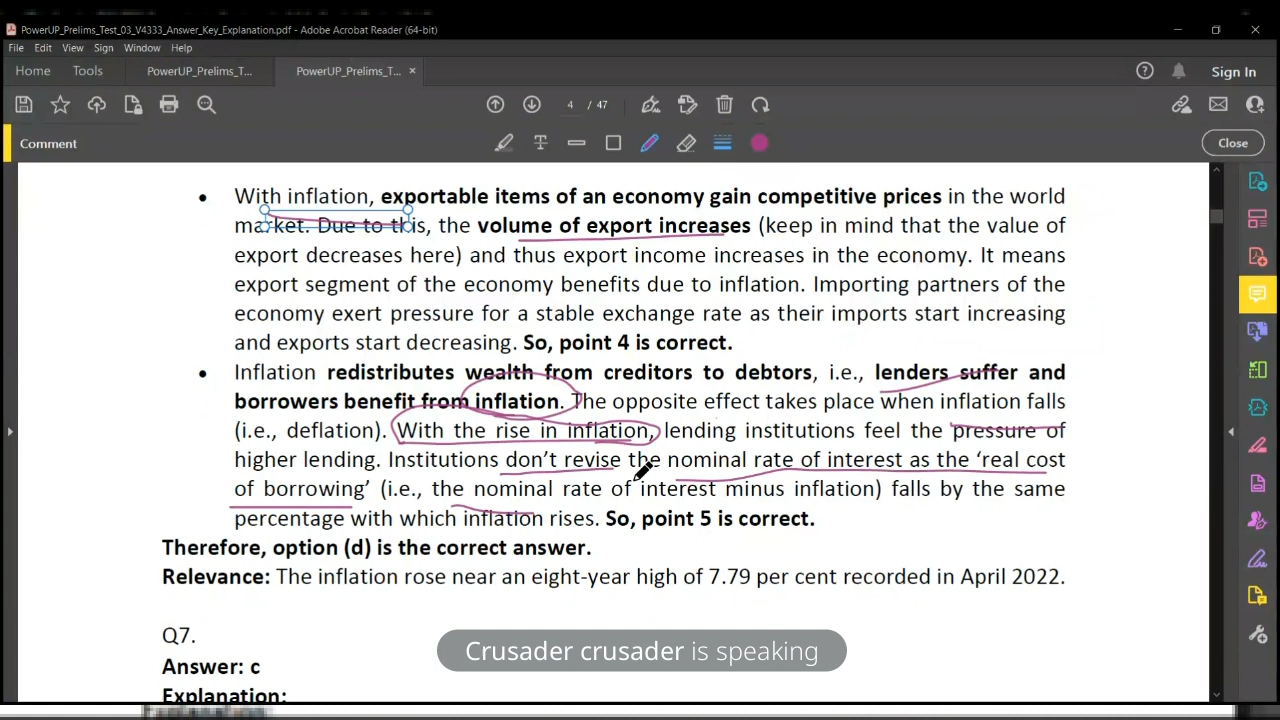 PowerUP_Prelims_Test_03_V4333_Answer_Key_Explanation.pdf - Adobe Acrobat Reader (64-bit)
File Edit View Sign Window Help
Home Tools PowerUP_Prelims_T... PowerUP_Prelims_T... × Sign In
4 / 47
Comment Close
• With inflation, exportable items of an economy gain competitive prices in the world
market. Due to this, the volume of export increases (keep in mind that the value of
export decreases here) and thus export income increases in the economy. It means
export segment of the economy benefits due to inflation. Importing partners of the
economy exert pressure for a stable exchange rate as their imports start increasing
and exports start decreasing. So, point 4 is correct.
• Inflation redistributes wealth from creditors to debtors, i.e., lenders suffer and
borrowers benefit from inflation. The opposite effect takes place when inflation falls
(i.e., deflation). With the rise in inflation, lending institutions feel the pressure of
higher lending. Institutions don't revise the nominal rate of interest as the 'real cost
of borrowing' (i.e., the nominal rate of interest minus inflation) falls by the same
percentage with which inflation rises. So, point 5 is correct.
Therefore, option (d) is the correct answer.
Relevance: The inflation rose near an eight-year high of 7.79 per cent recorded in April 2022.
Q7.
Crusader crusader is speaking
Answer: c
Explanation: